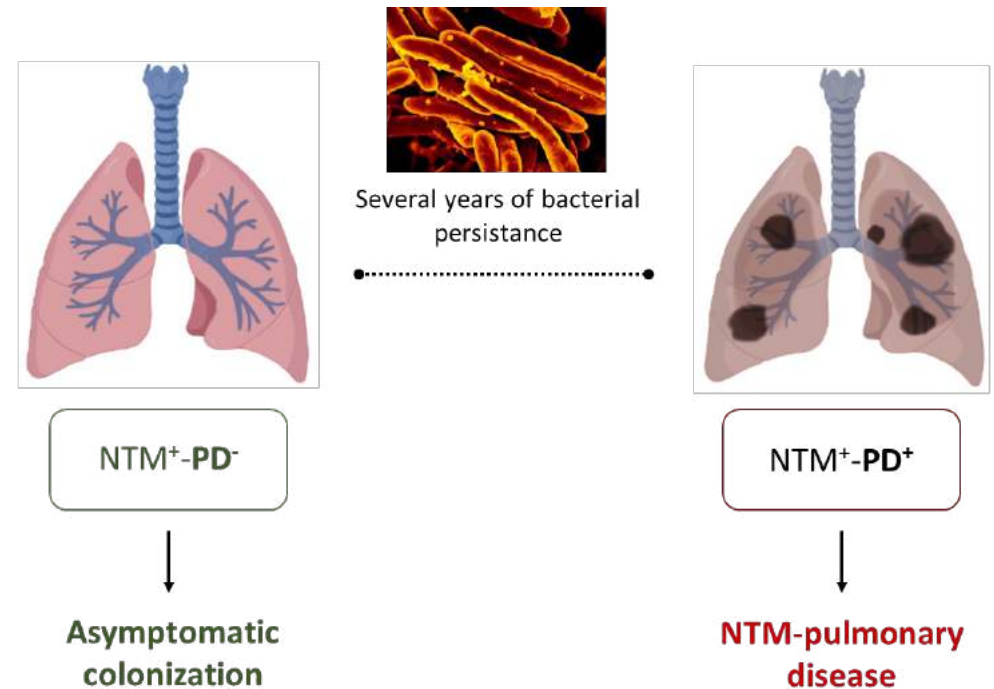 Several years of bacterial
persistance
NTM⁺-PD⁻
NTM⁺-PD⁺
Asymptomatic
colonization
NTM-pulmonary
disease